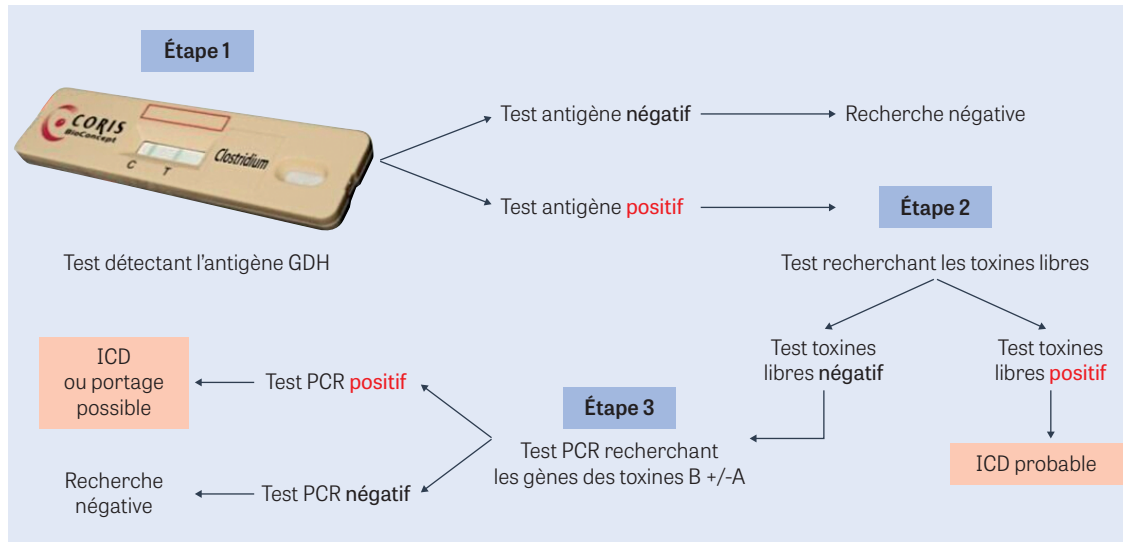 Étape 1
CORIS
BioConcept
Clostridium
C T
Test détectant l'antigène GDH
Test antigène négatif
Recherche négative
Test antigène positif
Étape 2
Test recherchant les toxines libres
Test toxines
libres négatif
Test toxines
libres positif
ICD probable
Étape 3
Test PCR recherchant
les gènes des toxines B +/-A
Test PCR positif
ICD
ou portage
possible
Test PCR négatif
Recherche
négative